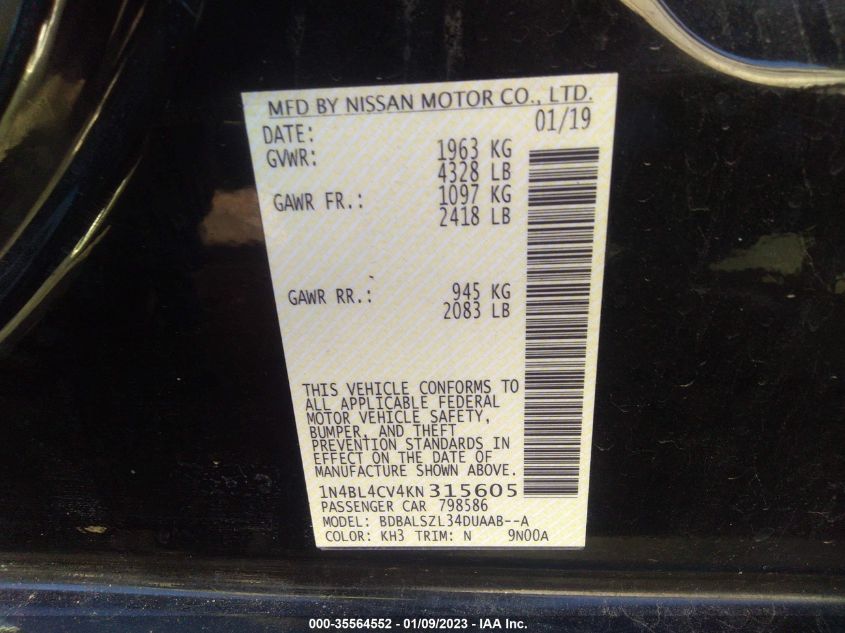 MFD BY NISSAN MOTOR CO., LTD.
DATE: 01/19
GVWR: 1963 KG
4328 LB
GAWR FR.: 1097 KG
2418 LB
GAWR RR.: 945 KG
2083 LB
THIS VEHICLE CONFORMS TO
ALL APPLICABLE FEDERAL
MOTOR VEHICLE SAFETY,
BUMPER, AND THEFT
PREVENTION STANDARDS IN
EFFECT ON THE DATE OF
MANUFACTURE SHOWN ABOVE.
1N4BL4CV4KN315605
PASSENGER CAR 798586
MODEL: BDBALSZL34DUAAB--A
COLOR: KH3 TRIM: N 9N00A
000-35564552 - 01/09/2023 - IAA Inc.